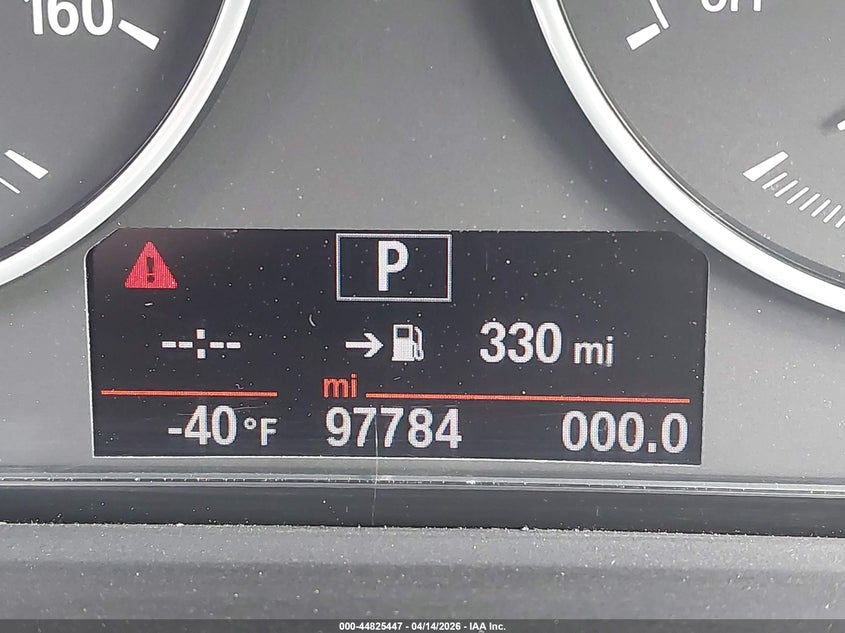 160
P
--:-- → 330 mi
mi
-40 °F 97784 000.0
000-44825447 - 04/14/2026 - IAA Inc.